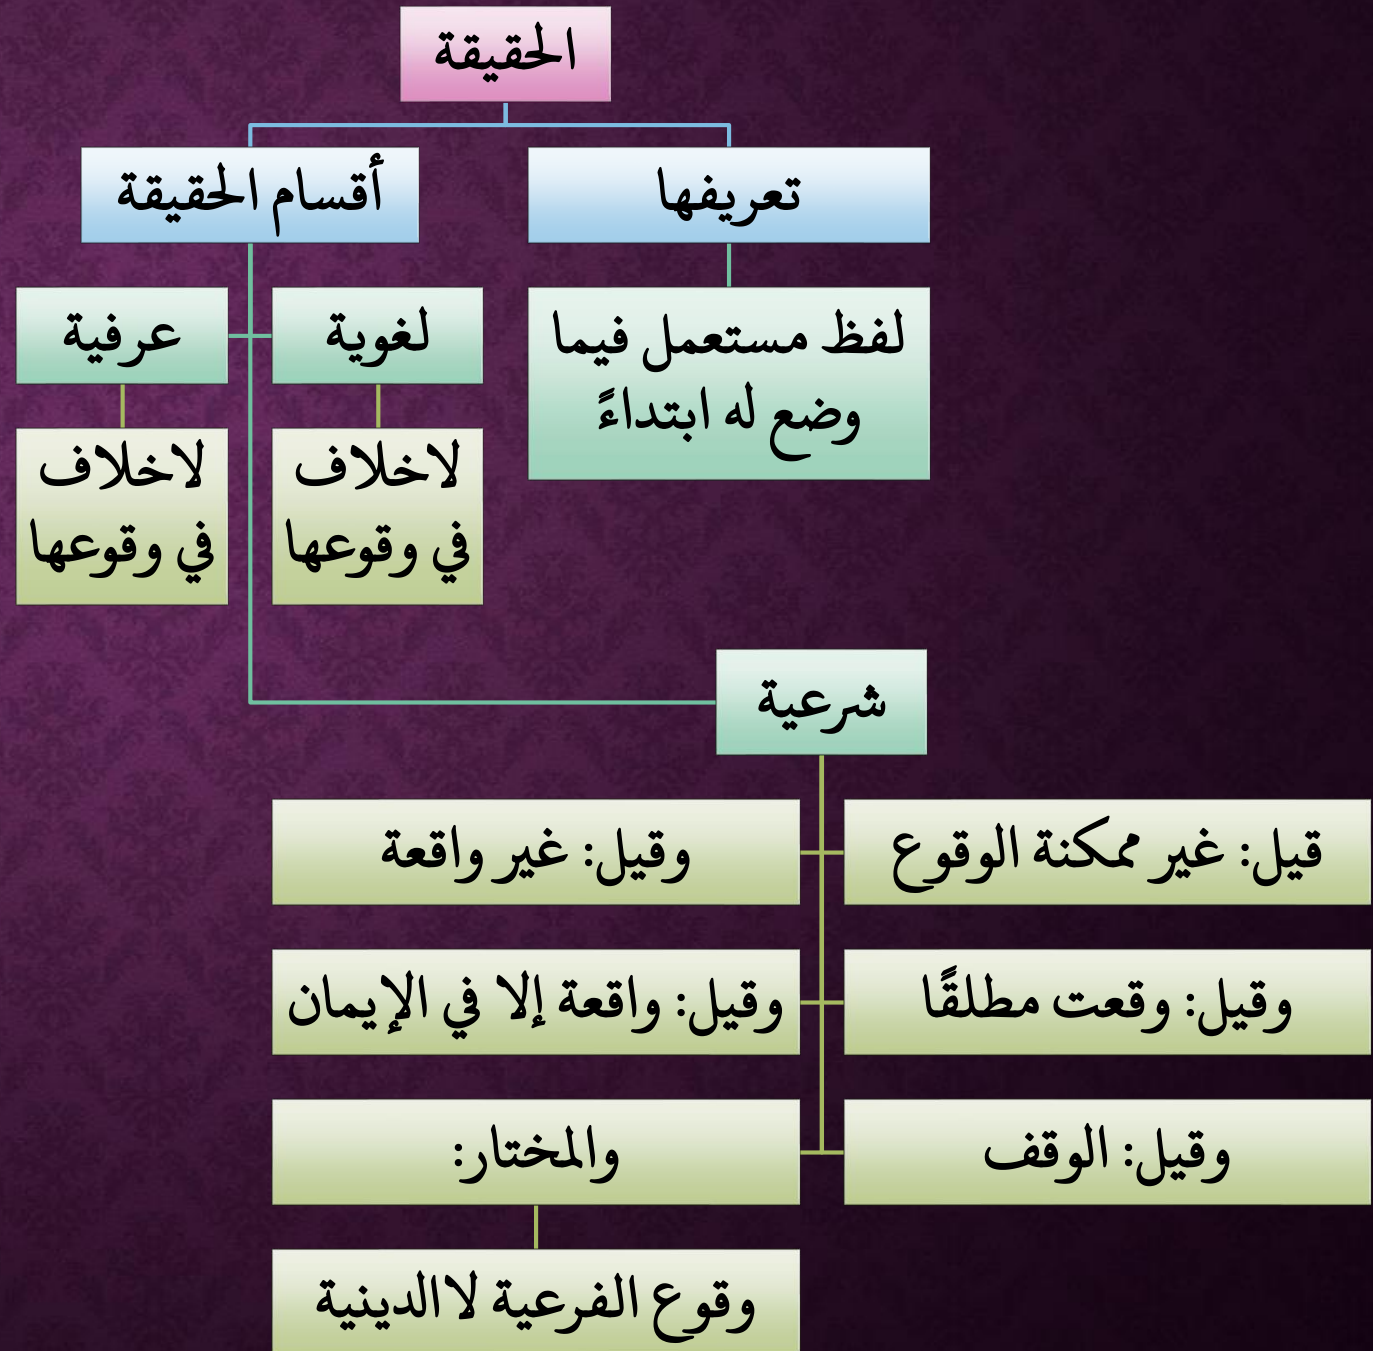 الحقيقة
تعريفها
أقسام الحقيقة
لفظ مستعمل فيما
وضع له ابتداءً
لغوية
عرفية
لاخلاف
في وقوعها
لاخلاف
في وقوعها
شرعية
قيل: غير ممكنة الوقوع
وقيل: غير واقعة
وقيل: وقعت مطلقًا
وقيل: واقعة إلا في الإيمان
وقيل: الوقف
والمختار:
وقوع الفرعية لاالدينية